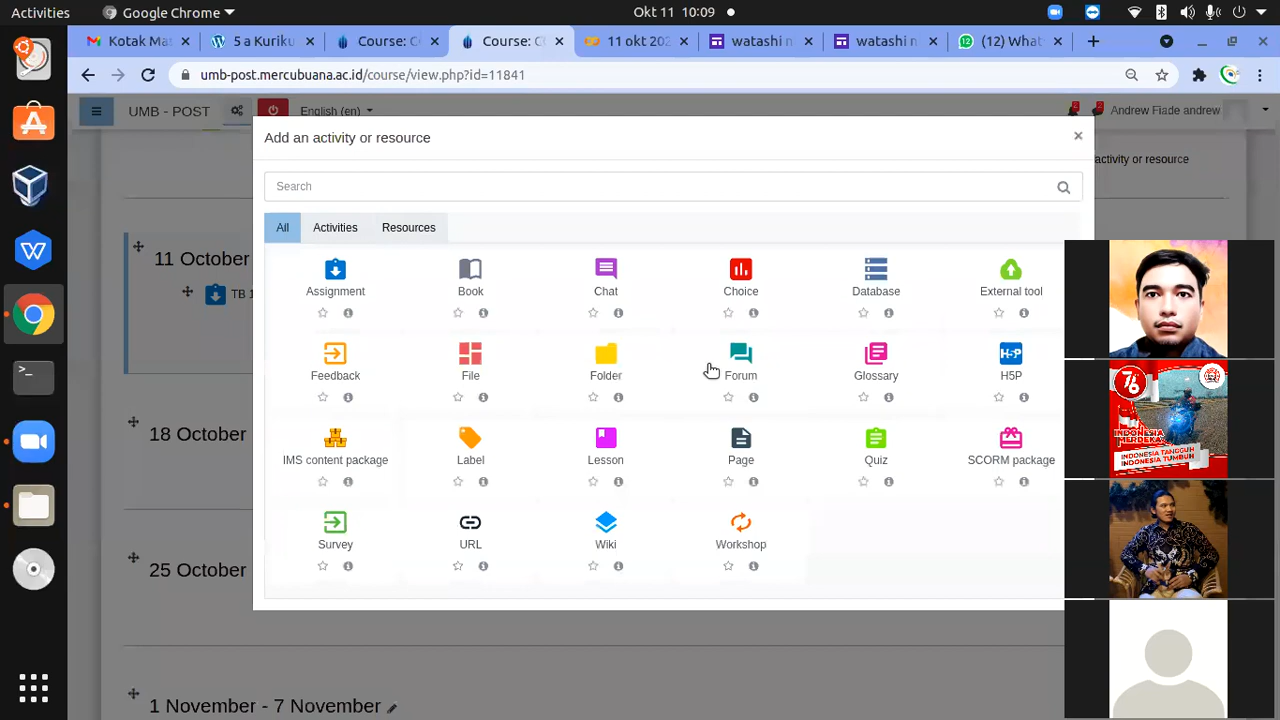 Activities
Google Chrome
Okt 11 10:09
Kotak Mas
5 a Kuriku
Course: C
Course: C
11 okt 202
watashi n
watashi n
(12) What
umb-post.mercubuana.ac.id/course/view.php?id=11841
UMB - POST
English (en)
Andrew Fiade andrew
Add an activity or resource
activity or resource
Search
All
Activities
Resources
11 October
TB 1
Assignment
Book
Chat
Choice
Database
External tool
Feedback
File
Folder
Forum
Glossary
H5P
H5P
IMS content package
Label
Lesson
Page
Quiz
SCORM package
Survey
URL
Wiki
Workshop
18 October
25 October
1 November - 7 November
76
INDONESIA
MERDEKA
INDONESIA TANGGUH
INDONESIA TUMBUH